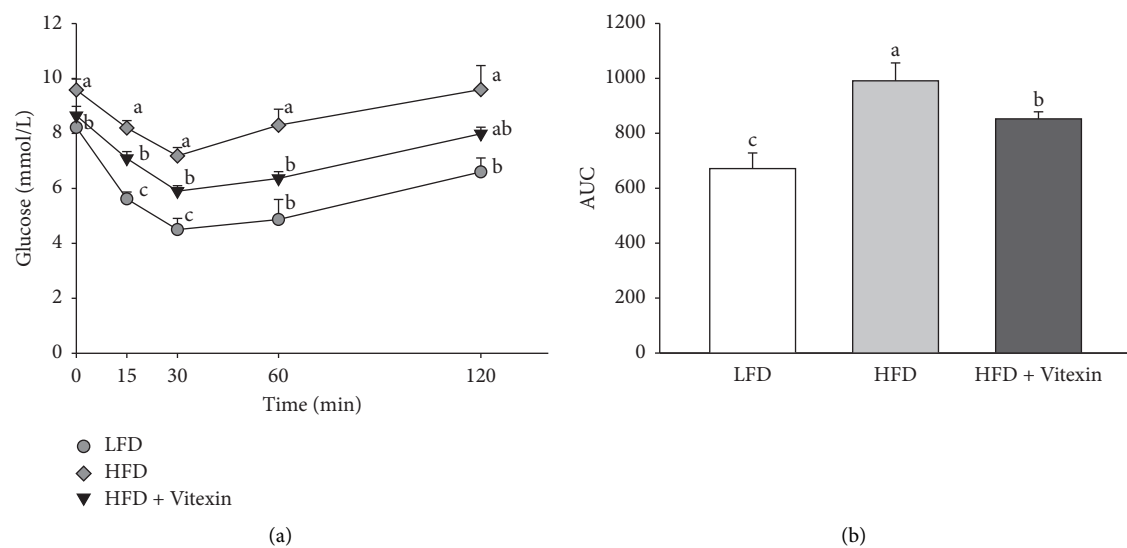 12
10
8
6
4
2
0
Glucose (mmol/L)
a
b
a
b
c
a
b
c
a
b
b
a
ab
b
0 15 30 60 120
Time (min)
LFD
HFD
HFD + Vitexin
(a)
1200
1000
800
600
400
200
0
AUC
c
a
b
LFD HFD HFD + Vitexin
(b)